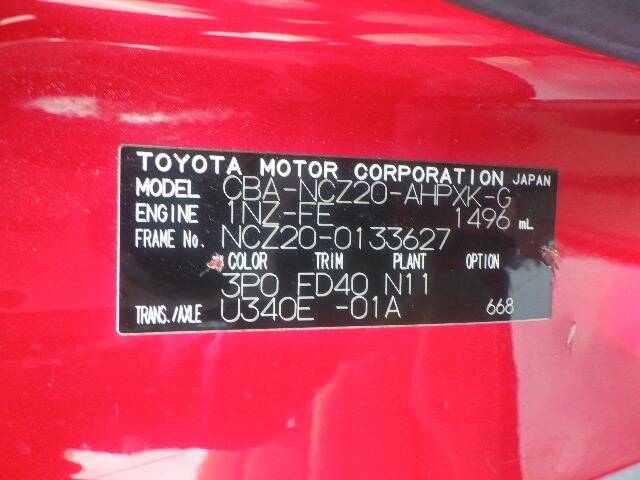 TOYOTA MOTOR CORPORATION JAPAN
MODEL CBA-NCZ20-AHPXK-G
ENGINE 1NZ-FE 1496 mL
FRAME No. NCZ20-0133627
COLOR TRIM PLANT OPTION
3P0 FD40 N11
TRANS./AXLE U340E -01A 668